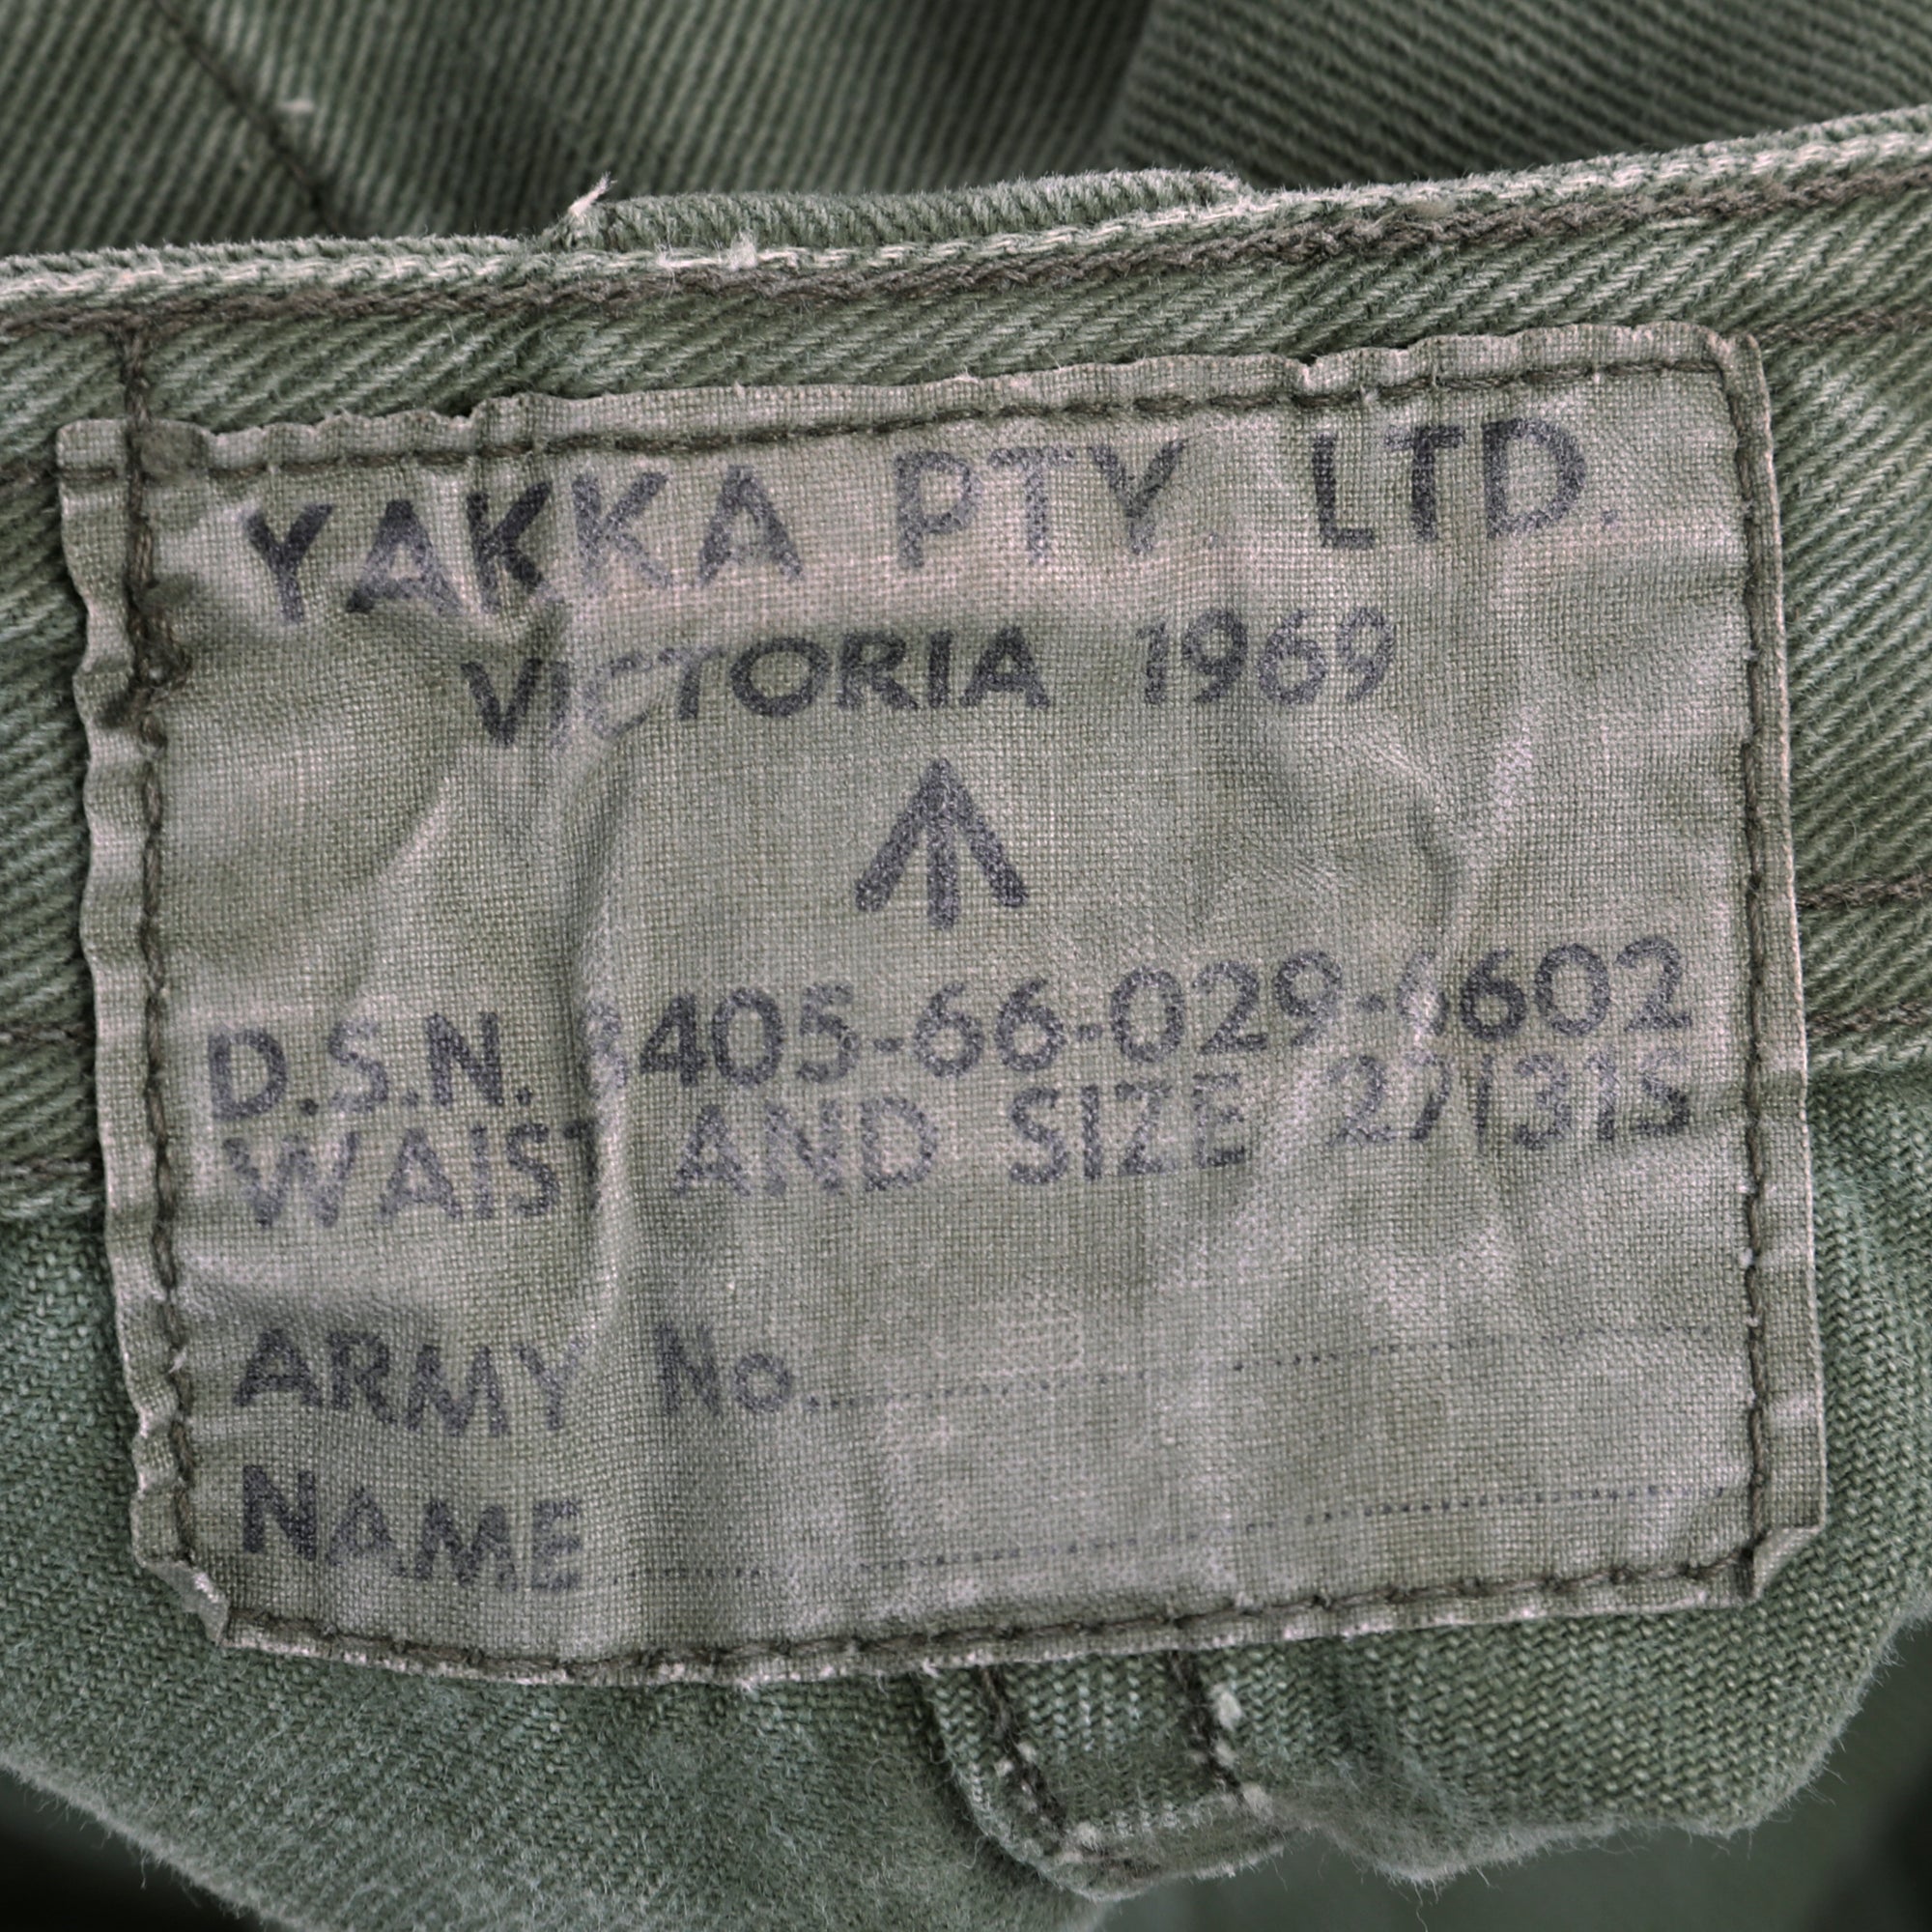 YAKKA PTY. LTD.
VICTORIA 1969
D.S.N. 8405-66-029-6602
WAIST AND SIZE 27(31S
ARMY No.
NAME